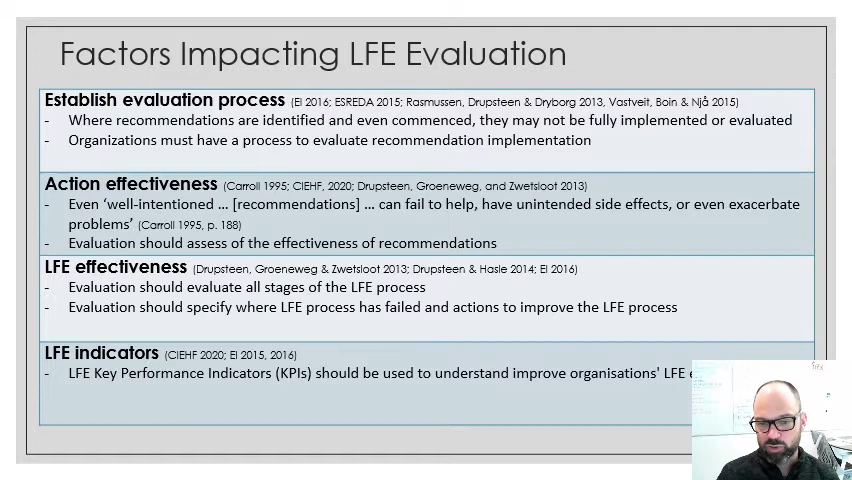 Factors Impacting LFE Evaluation
Establish evaluation process (EI 2016; ESREDA 2015; Rasmussen, Drupsteen & Dryborg 2013, Vastveit, Boin & Njå 2015)
- Where recommendations are identified and even commenced, they may not be fully implemented or evaluated
- Organizations must have a process to evaluate recommendation implementation
Action effectiveness (Carroll 1995; CIEHF, 2020; Drupsteen, Groeneweg, and Zwetsloot 2013)
- Even ‘well-intentioned … [recommendations] … can fail to help, have unintended side effects, or even exacerbate
problems’ (Carroll 1995, p. 188)
- Evaluation should assess of the effectiveness of recommendations
LFE effectiveness (Drupsteen, Groeneweg & Zwetsloot 2013; Drupsteen & Hasle 2014; EI 2016)
- Evaluation should evaluate all stages of the LFE process
- Evaluation should specify where LFE process has failed and actions to improve the LFE process
LFE indicators (CIEHF 2020; EI 2015, 2016)
- LFE Key Performance Indicators (KPIs) should be used to understand improve organisations' LFE